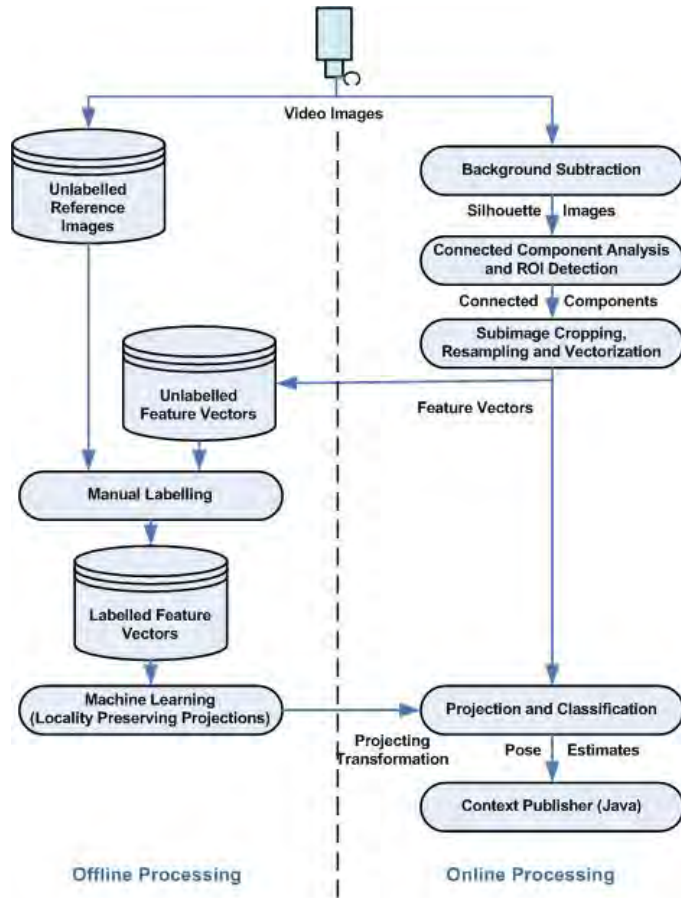 Video Images
Unlabelled
Reference
Images
Background Subtraction
Silhouette Images
Connected Component Analysis
and ROI Detection
Connected Components
Subimage Cropping,
Resampling and Vectorization
Unlabelled
Feature Vectors
Feature Vectors
Manual Labelling
Labelled Feature
Vectors
Machine Learning
(Locality Preserving Projections)
Projecting
Transformation
Projection and Classification
Pose Estimates
Context Publisher (Java)
Offline Processing
Online Processing